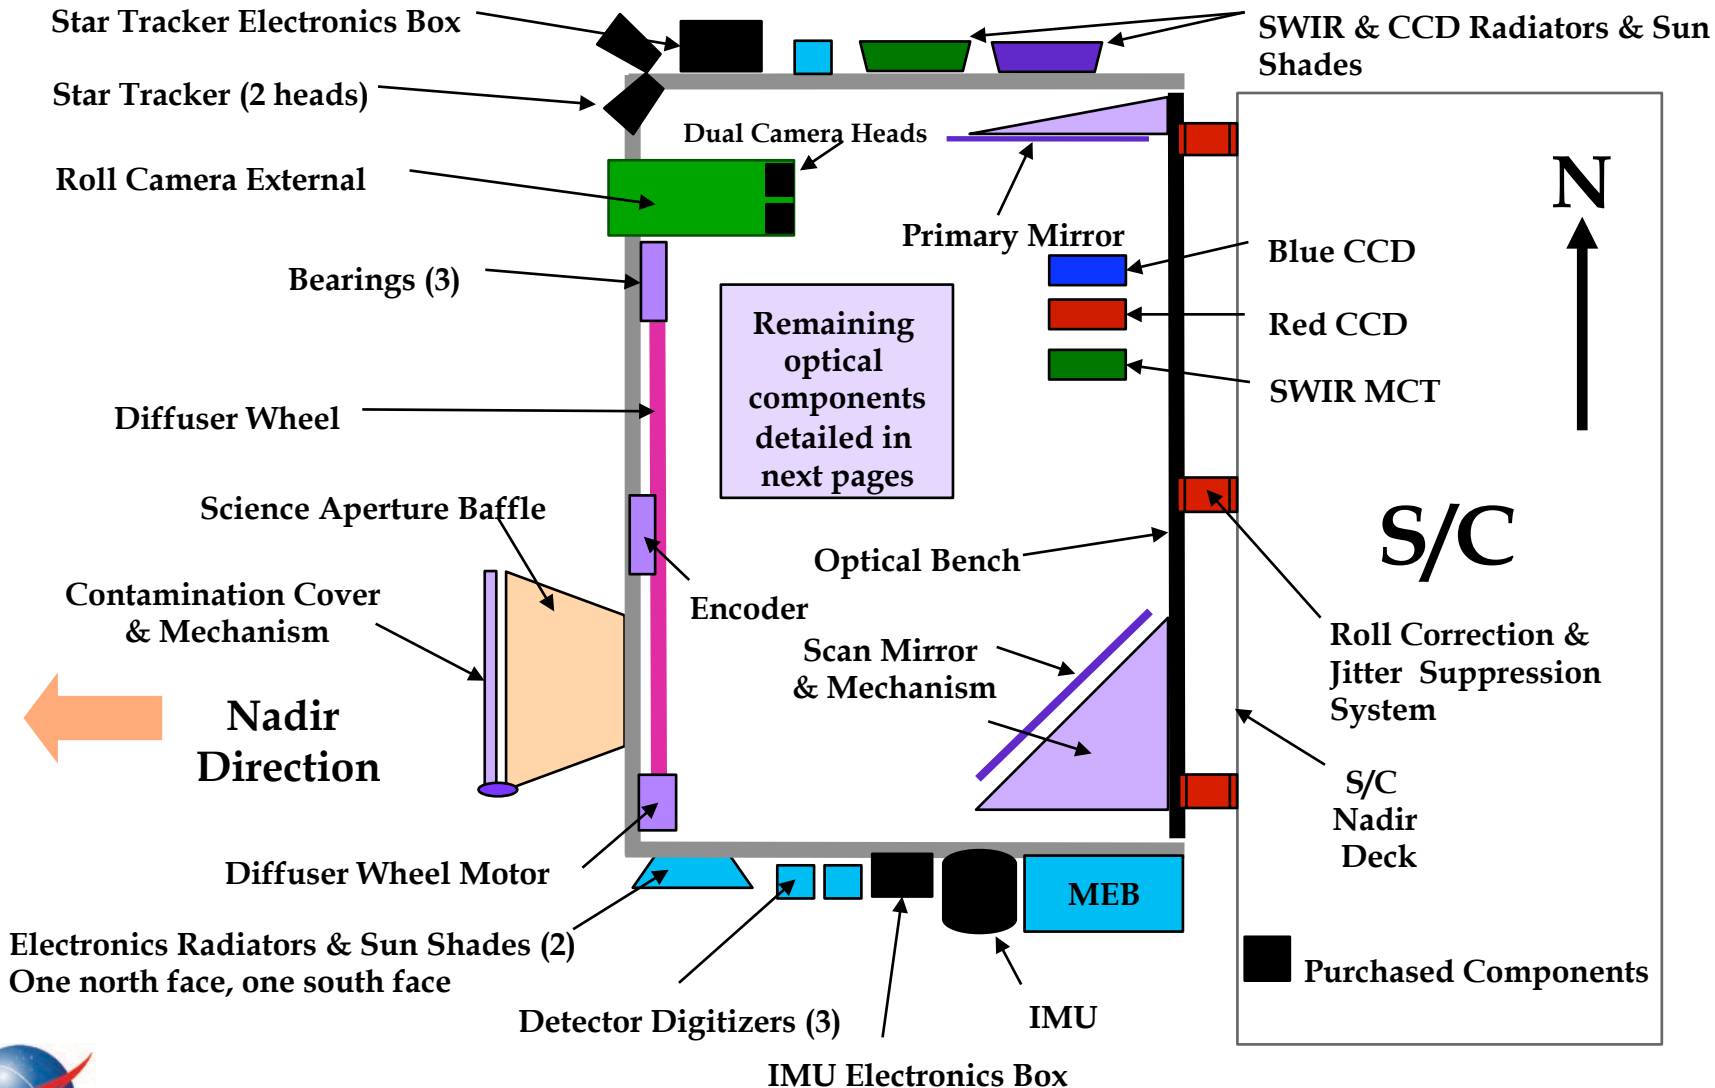 Star Tracker Electronics Box
SWIR & CCD Radiators & Sun
Shades
Star Tracker (2 heads)
Dual Camera Heads
Roll Camera External
N
Primary Mirror
Blue CCD
Bearings (3)
Remaining
optical
components
detailed in
next pages
Red CCD
SWIR MCT
Diffuser Wheel
Science Aperture Baffle
S/C
Optical Bench
Contamination Cover
& Mechanism
Encoder
Scan Mirror
& Mechanism
Roll Correction &
Jitter Suppression
System
Nadir
Direction
S/C
Nadir
Deck
Diffuser Wheel Motor
MEB
Electronics Radiators & Sun Shades (2)
One north face, one south face
Purchased Components
Detector Digitizers (3)
IMU
IMU Electronics Box